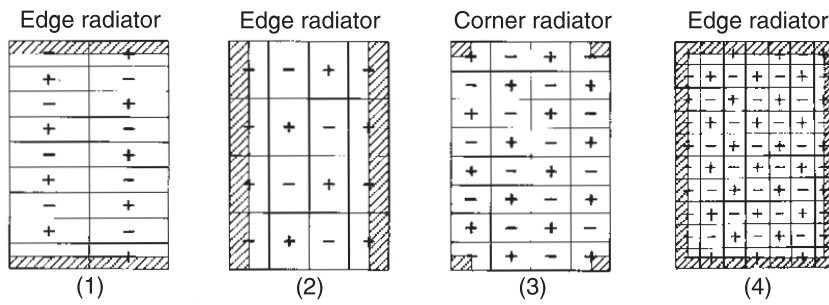 Edge radiator Edge radiator Corner radiator Edge radiator
(1) (2) (3) (4)